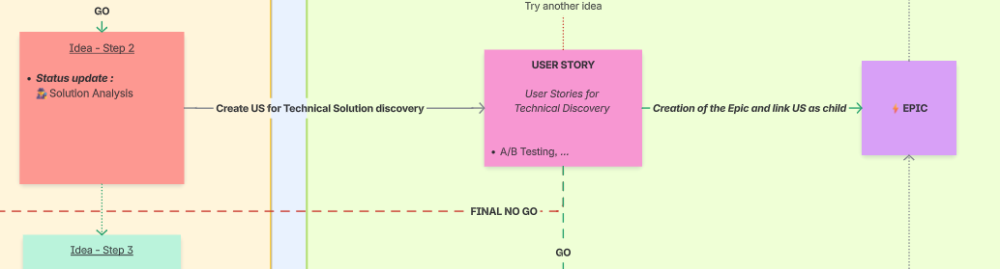 Try another idea
GO
Idea - Step 2
• Status update :
Solution Analysis
Create US for Technical Solution discovery
USER STORY
User Stories for
Technical Discovery
• A/B Testing, ...
Creation of the Epic and link US as child
EPIC
FINAL NO GO
Idea - Step 3
GO